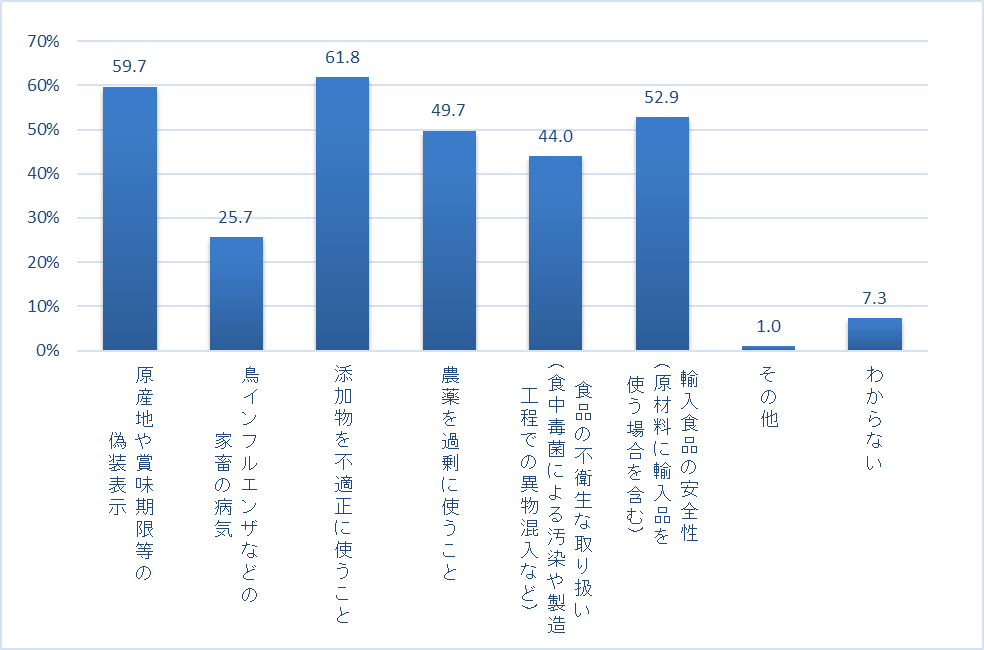 70%
60%
50%
40%
30%
20%
10%
0%
59.7
25.7
61.8
49.7
44.0
52.9
1.0
7.3
原産地や賞味期限等の
偽装表示
鳥インフルエンザなどの
家畜の病気
添加物を不適正に使うこと
農薬を過剰に使うこと
食品の不衛生な取り扱い
(食中毒菌による汚染や製造
工程での異物混入など)
輸入食品の安全性
(原材料に輸入品を
使う場合を含む)
その他
わからない